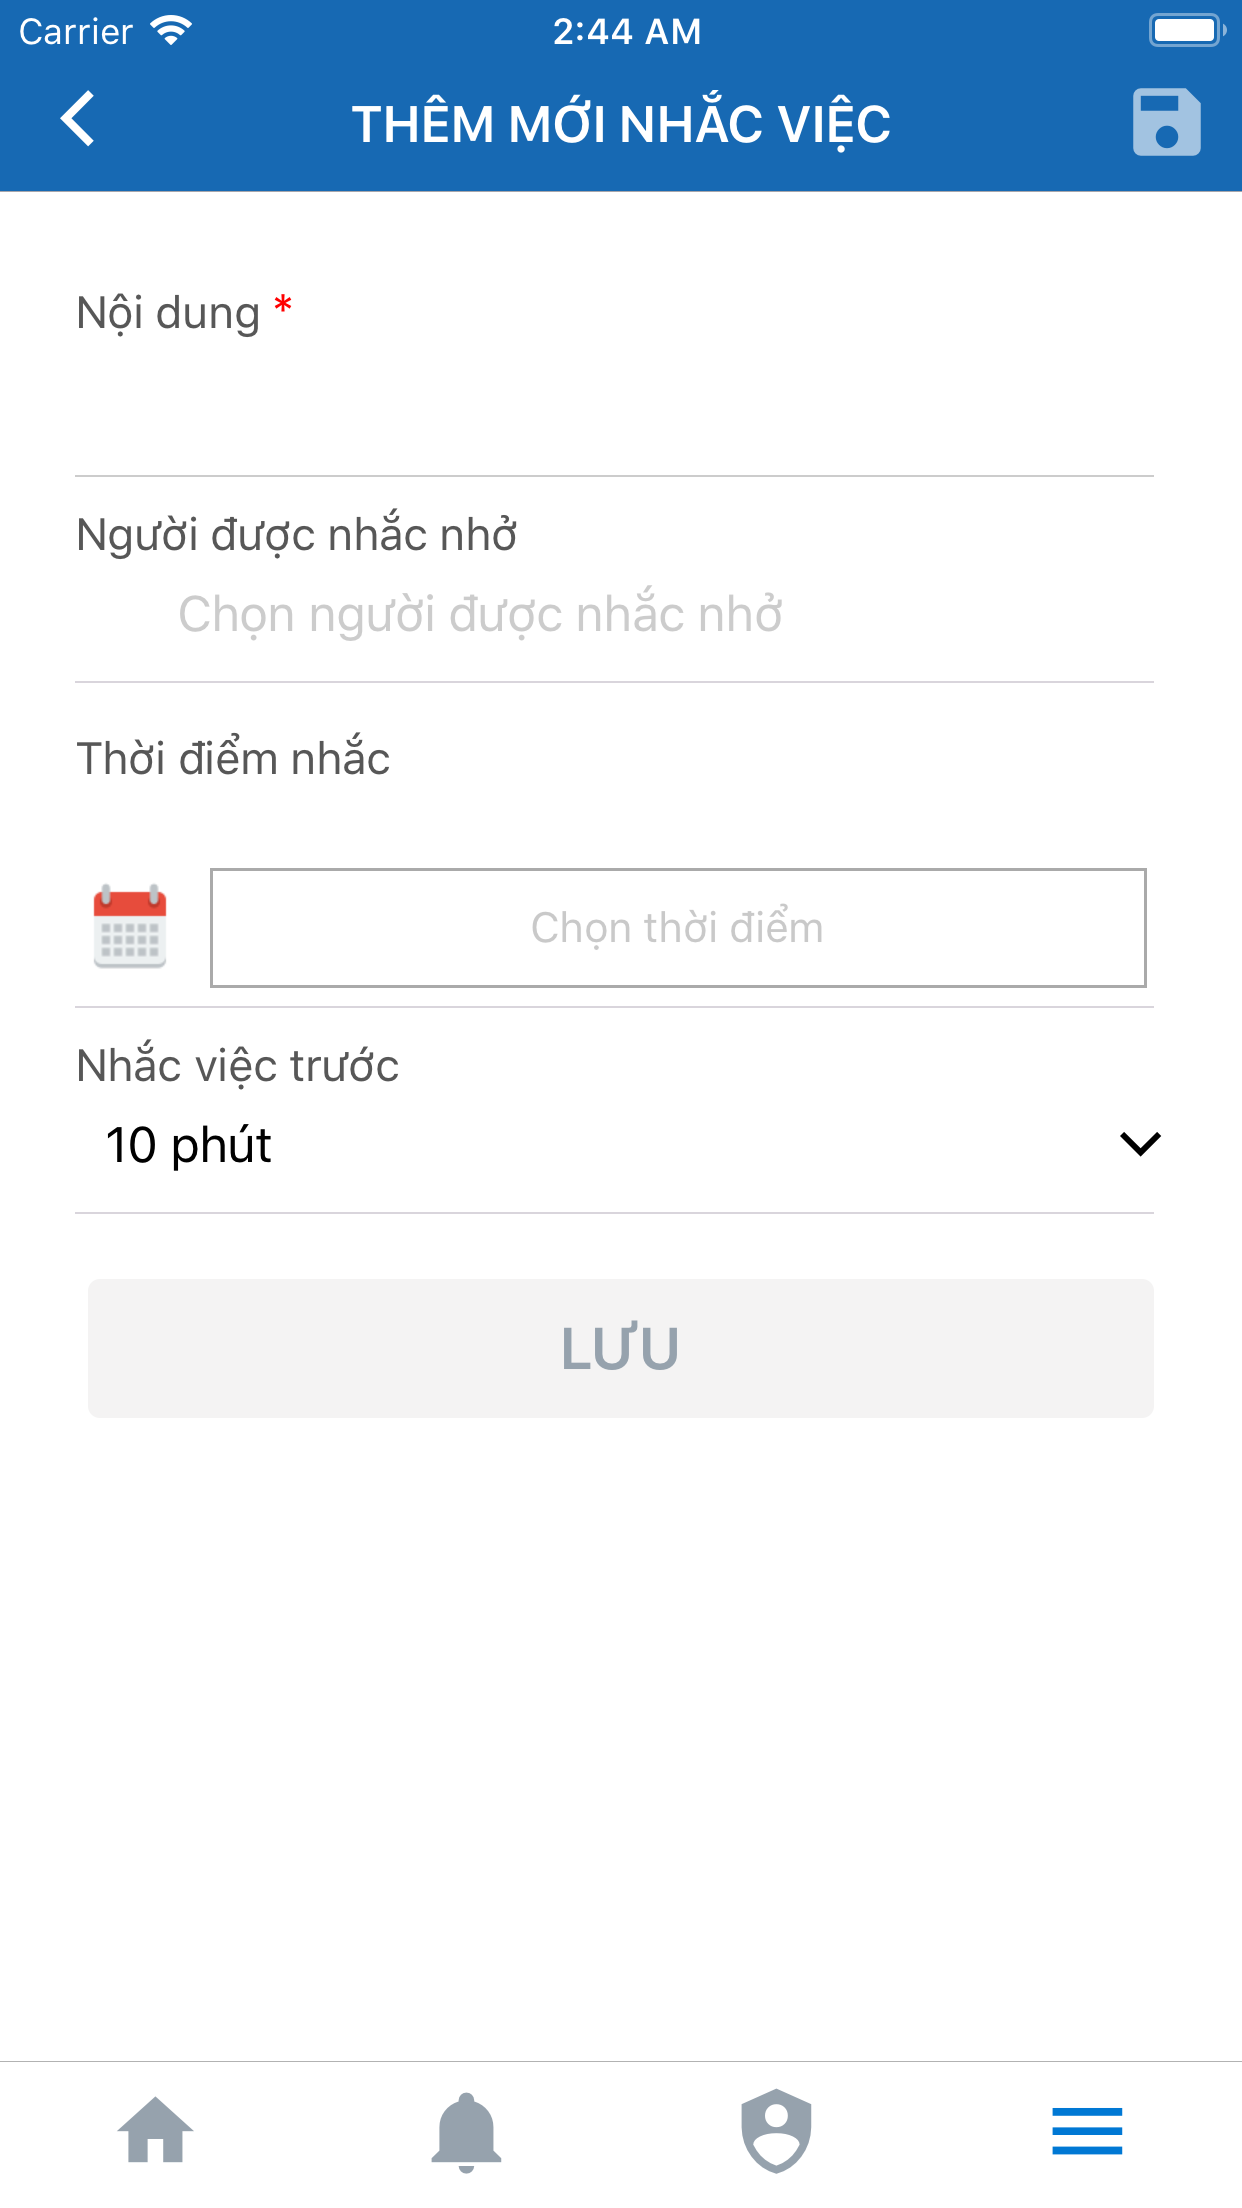 Carrier 2:44 AM
THÊM MỚI NHẮC VIỆC
Nội dung *
Người được nhắc nhở
Chọn người được nhắc nhở
Thời điểm nhắc
Chọn thời điểm
Nhắc việc trước
10 phút
LƯU